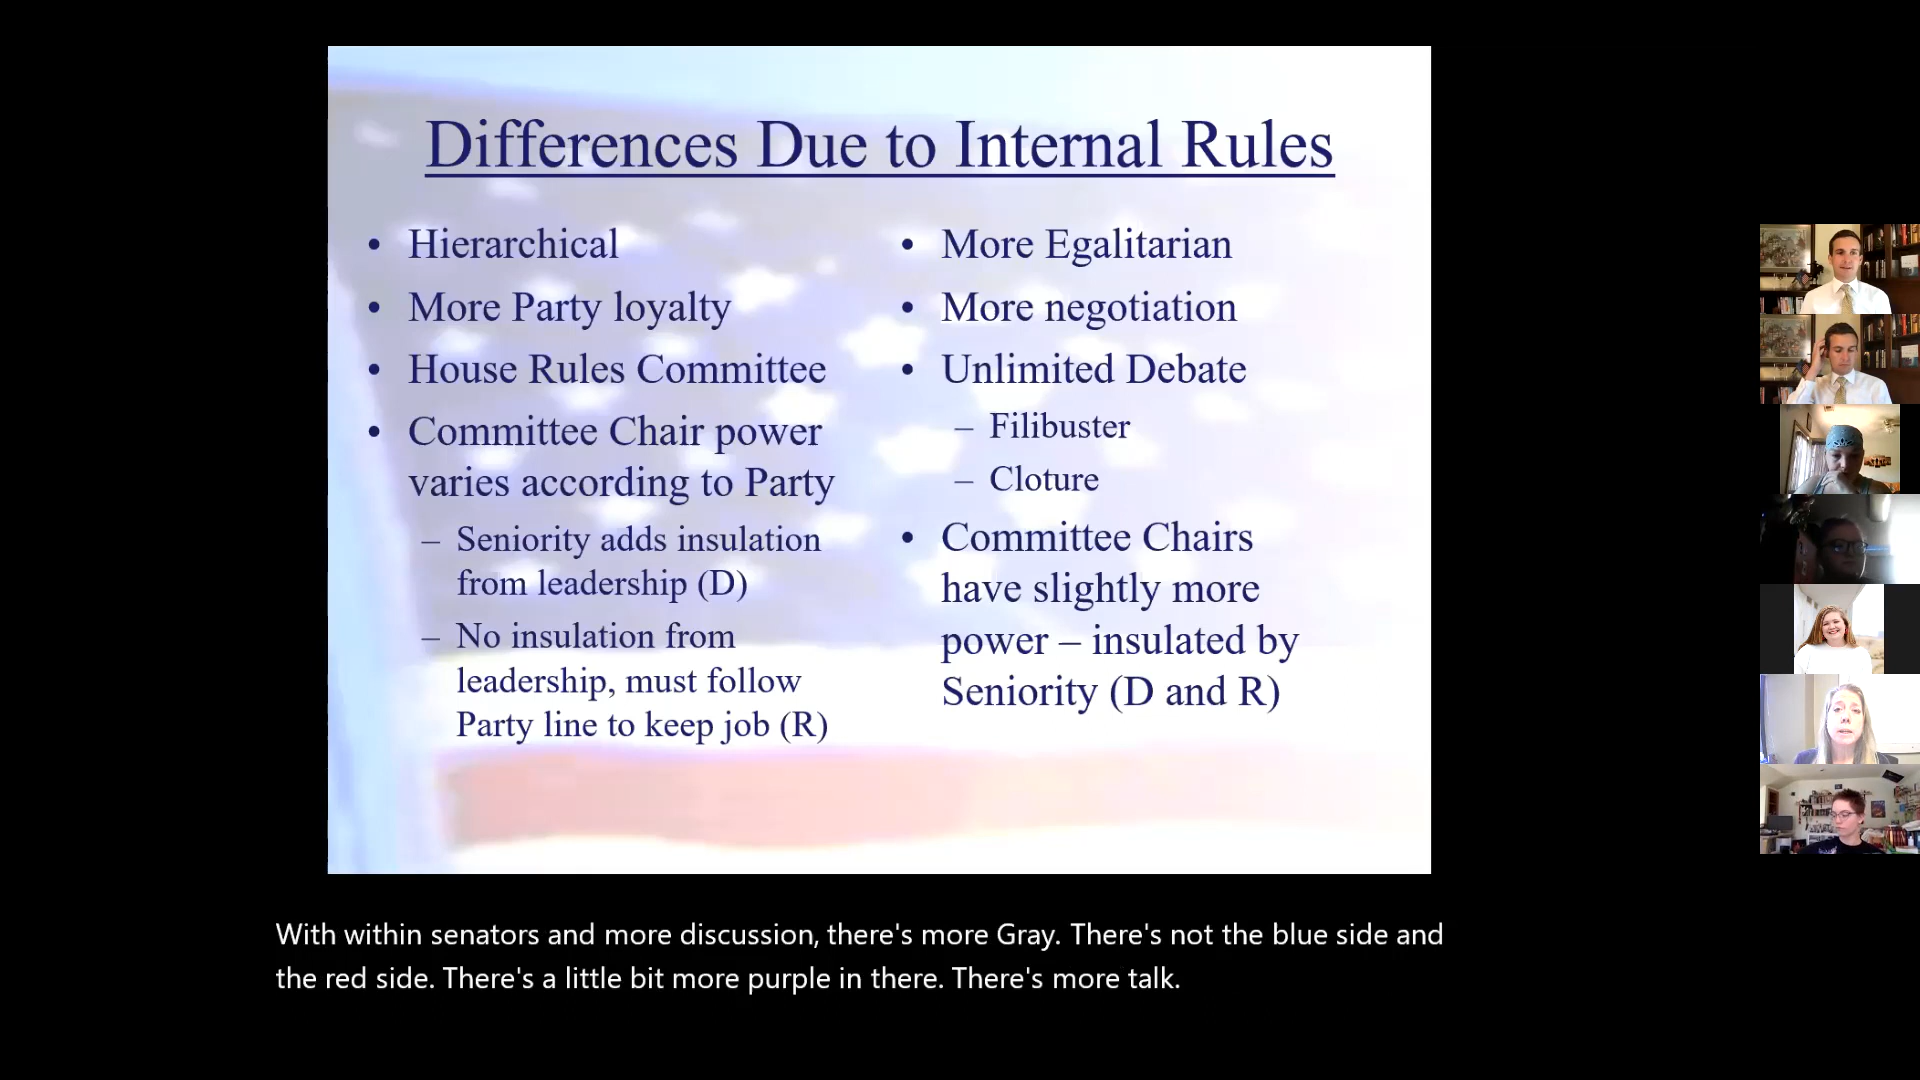 Differences Due to Internal Rules
• Hierarchical
• More Party loyalty
• House Rules Committee
• Committee Chair power
varies according to Party
– Seniority adds insulation
from leadership (D)
– No insulation from
leadership, must follow
Party line to keep job (R)
• More Egalitarian
• More negotiation
• Unlimited Debate
– Filibuster
– Cloture
• Committee Chairs
have slightly more
power – insulated by
Seniority (D and R)
With within senators and more discussion, there's more Gray. There's not the blue side and
the red side. There's a little bit more purple in there. There's more talk.